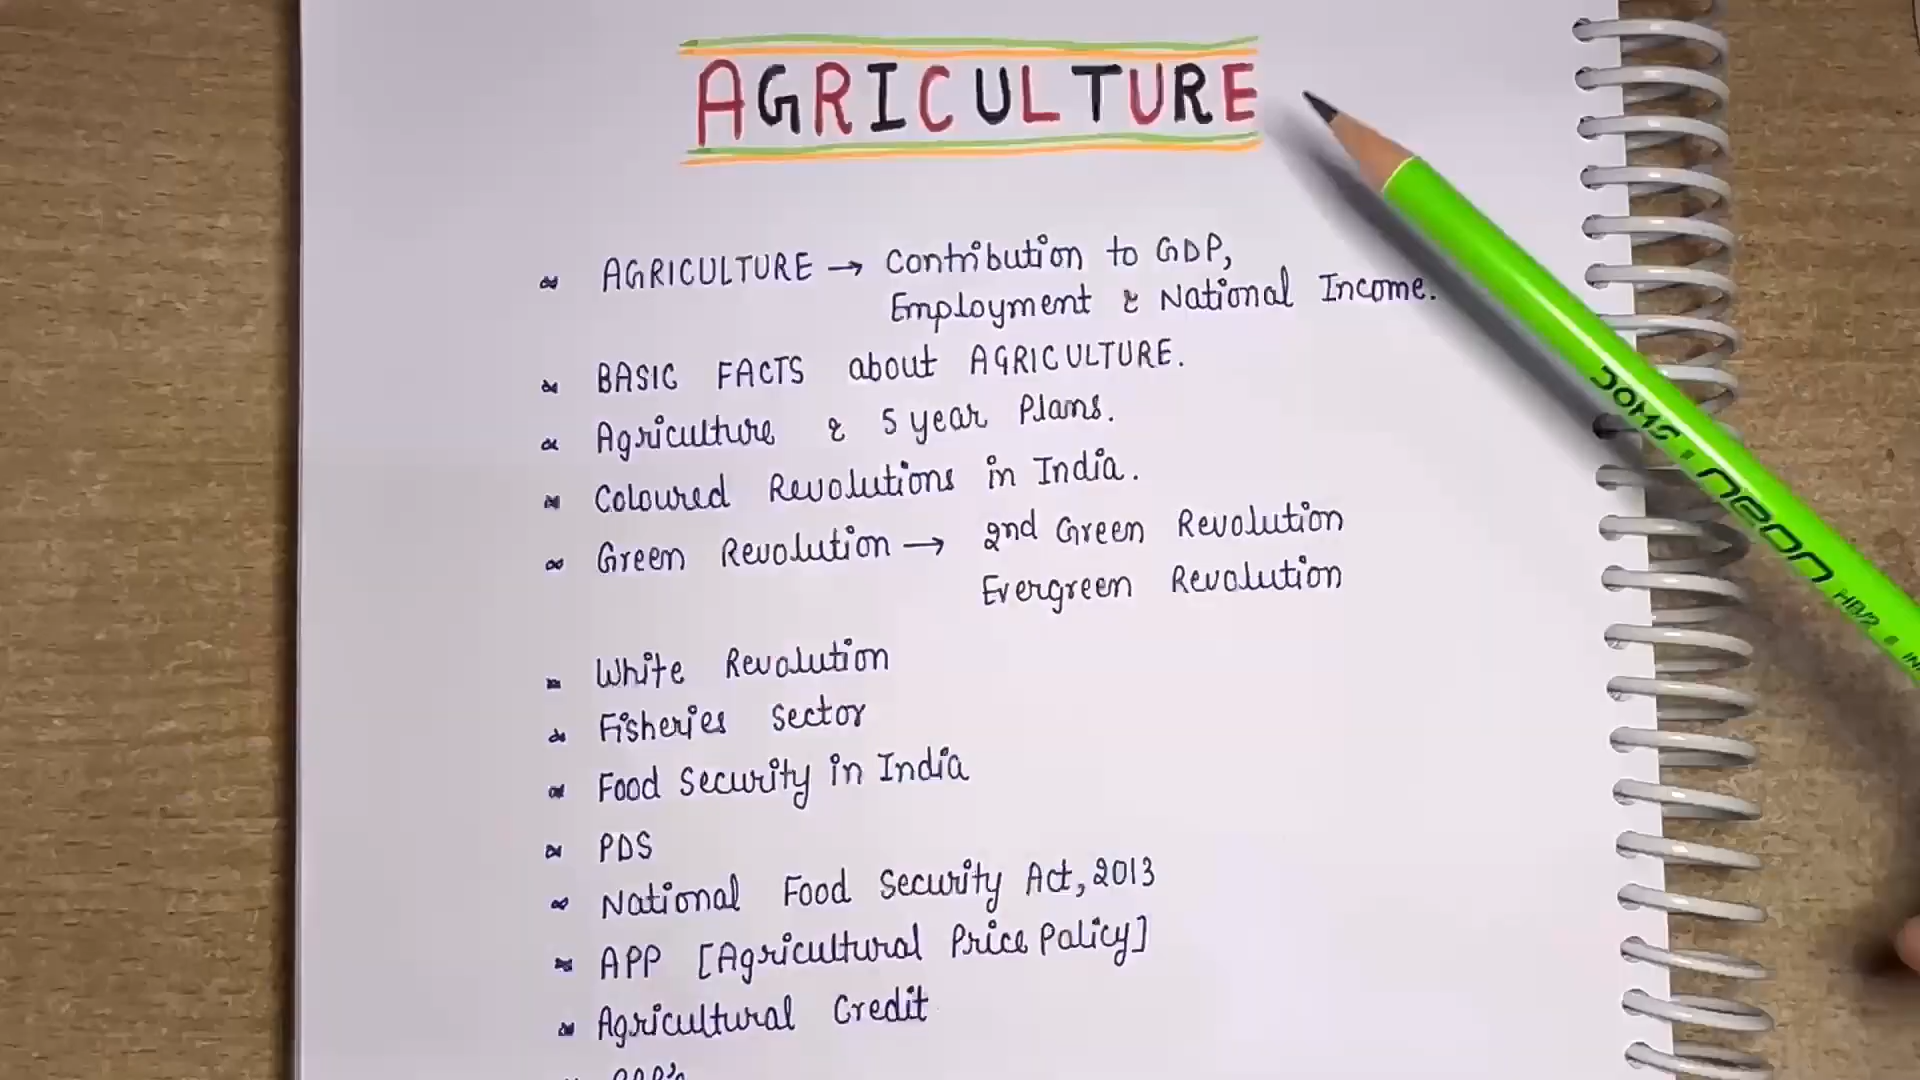 AGRICULTURE
AGRICULTURE → Contribution to GDP,
Employment & National Income.
BASIC FACTS about AGRICULTURE.
Agriculture & 5 year Plans.
Coloured Revolutions in India.
Green Revolution → 2nd Green Revolution
Evergreen Revolution
White Revolution
Fisheries Sector
Food Security in India
PDS
National Food Security Act, 2013
APP [Agricultural Price Policy]
Agricultural Credit
DOMS neon HB/2